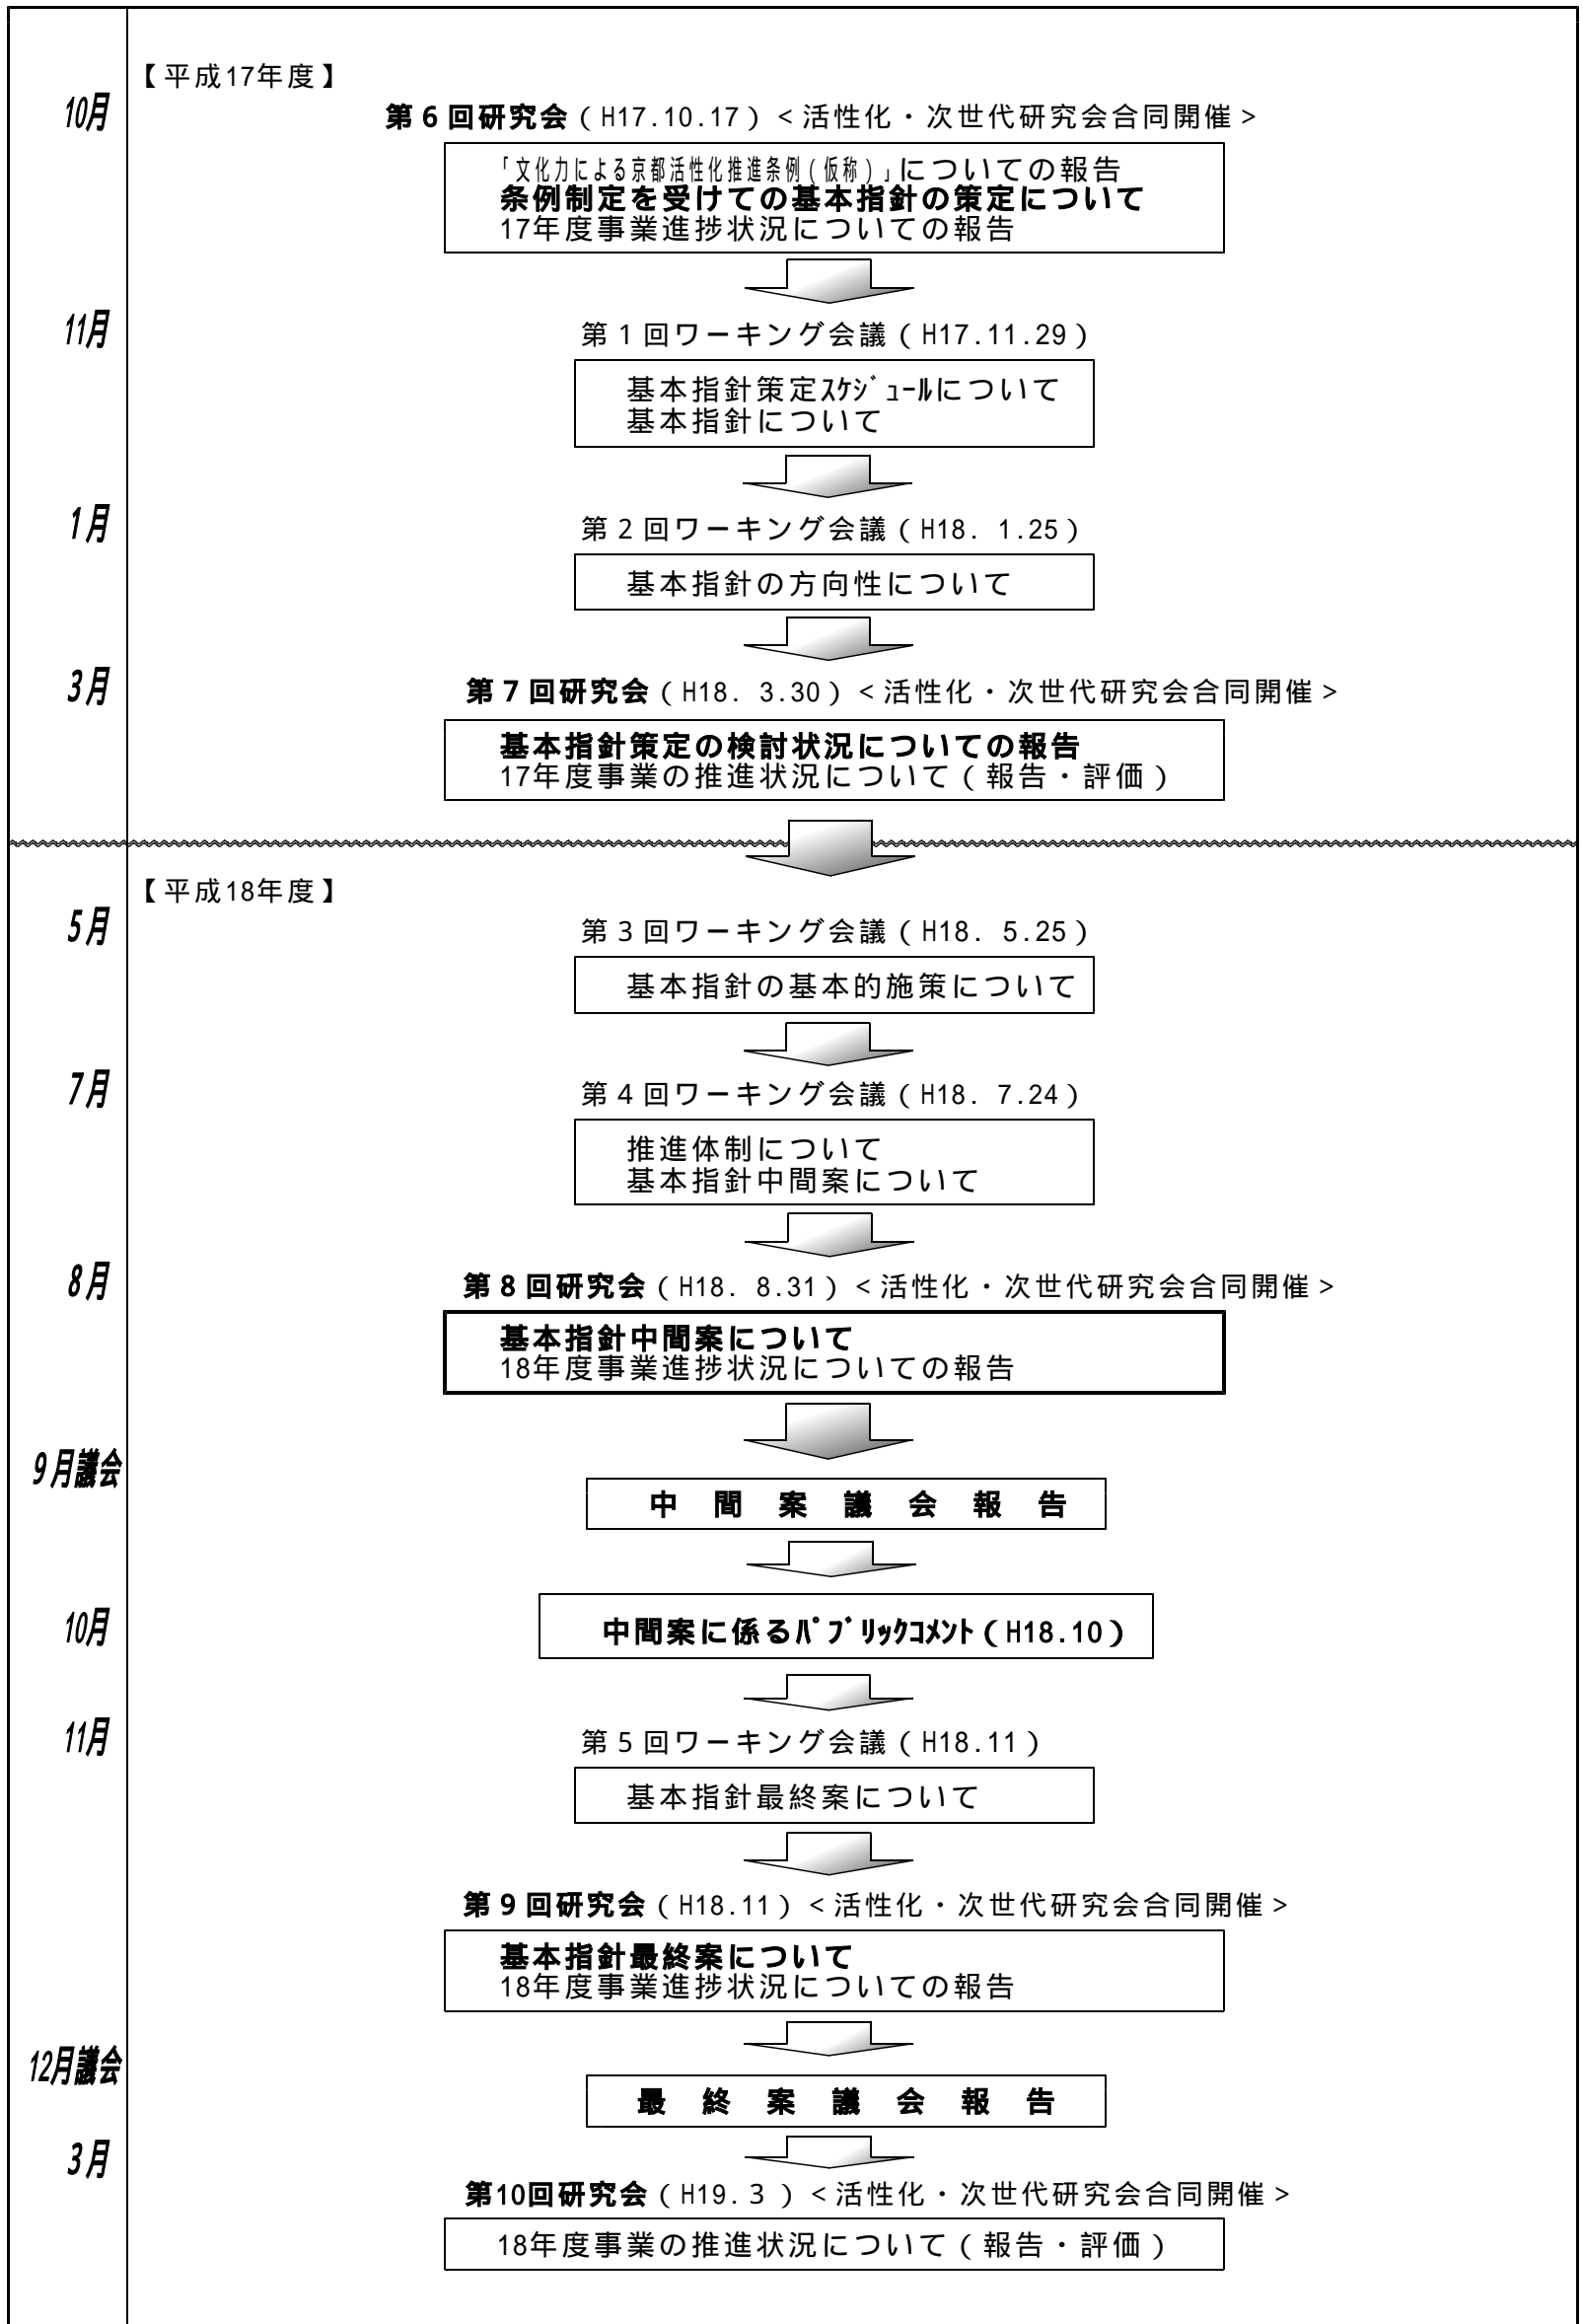 【平成17年度】
10月
第６回研究会（H17.10.17）＜活性化・次世代研究会合同開催＞
「文化力による京都活性化推進条例（仮称）」についての報告
条例制定を受けての基本指針の策定について
17年度事業進捗状況についての報告
11月
第１回ワーキング会議（H17.11.29）
基本指針策定ｽｹｼﾞｭｰﾙについて
基本指針について
1月
第２回ワーキング会議（H18. 1.25）
基本指針の方向性について
3月
第７回研究会（H18. 3.30）＜活性化・次世代研究会合同開催＞
基本指針策定の検討状況についての報告
17年度事業の推進状況について（報告・評価）
【平成18年度】
5月
第３回ワーキング会議（H18. 5.25）
基本指針の基本的施策について
7月
第４回ワーキング会議（H18. 7.24）
推進体制について
基本指針中間案について
8月
第８回研究会（H18. 8.31）＜活性化・次世代研究会合同開催＞
基本指針中間案について
18年度事業進捗状況についての報告
9月議会
中間案議会報告
10月
中間案に係るﾊﾟﾌﾞﾘｯｸｺﾒﾝﾄ（H18.10）
11月
第５回ワーキング会議（H18.11）
基本指針最終案について
第９回研究会（H18.11）＜活性化・次世代研究会合同開催＞
基本指針最終案について
18年度事業進捗状況についての報告
12月議会
最終案議会報告
3月
第10回研究会（H19.３）＜活性化・次世代研究会合同開催＞
18年度事業の推進状況について（報告・評価）